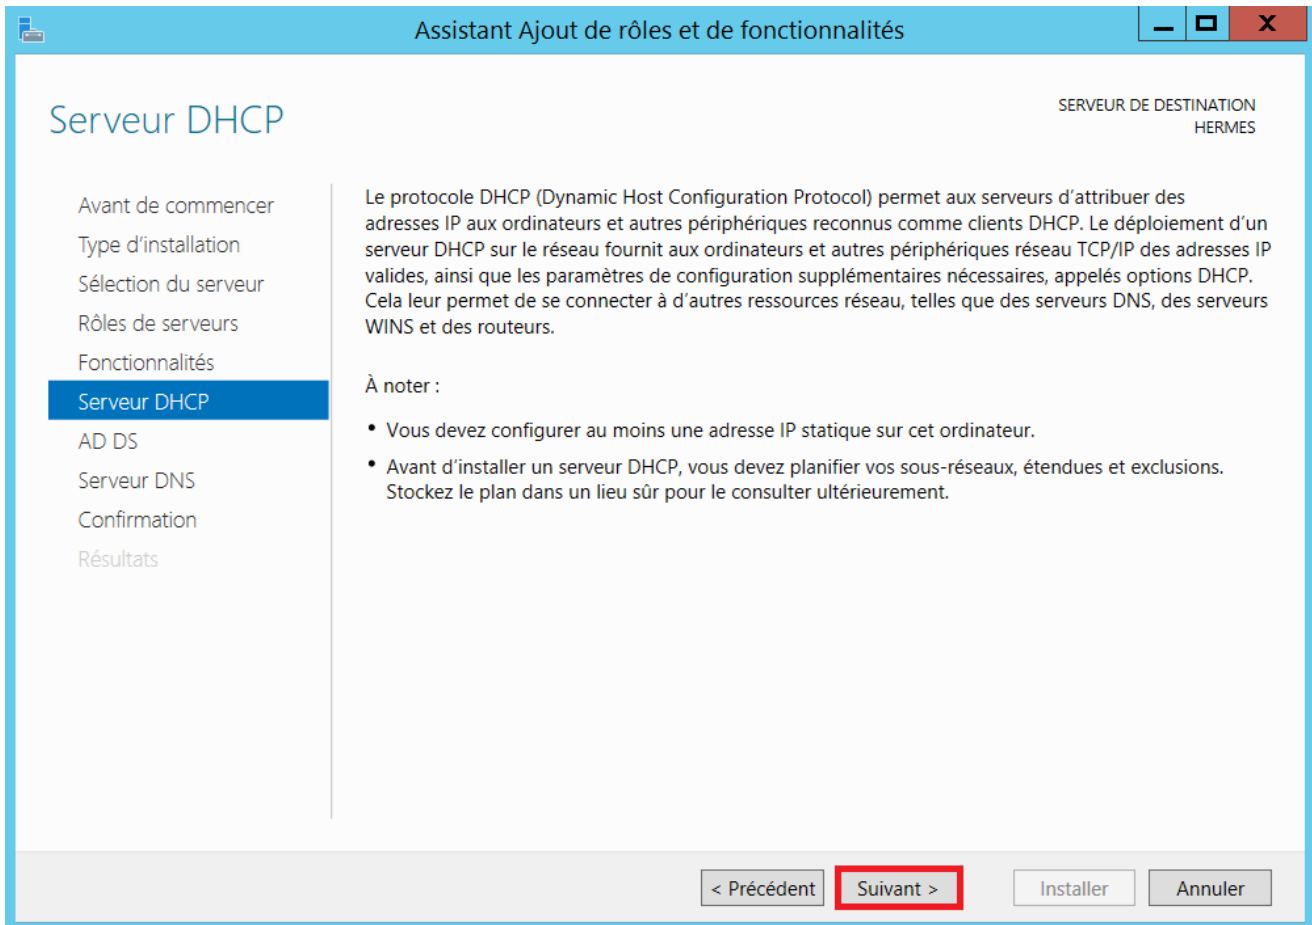 Assistant Ajout de rôles et de fonctionnalités
Serveur DHCP
SERVEUR DE DESTINATION
HERMES
Avant de commencer
Type d'installation
Sélection du serveur
Rôles de serveurs
Fonctionnalités
Serveur DHCP
AD DS
Serveur DNS
Confirmation
Résultats
Le protocole DHCP (Dynamic Host Configuration Protocol) permet aux serveurs d'attribuer des
adresses IP aux ordinateurs et autres périphériques reconnus comme clients DHCP. Le déploiement d'un
serveur DHCP sur le réseau fournit aux ordinateurs et autres périphériques réseau TCP/IP des adresses IP
valides, ainsi que les paramètres de configuration supplémentaires nécessaires, appelés options DHCP.
Cela leur permet de se connecter à d'autres ressources réseau, telles que des serveurs DNS, des serveurs
WINS et des routeurs.
À noter :
• Vous devez configurer au moins une adresse IP statique sur cet ordinateur.
• Avant d'installer un serveur DHCP, vous devez planifier vos sous-réseaux, étendues et exclusions.
Stockez le plan dans un lieu sûr pour le consulter ultérieurement.
< Précédent
Suivant >
Installer
Annuler